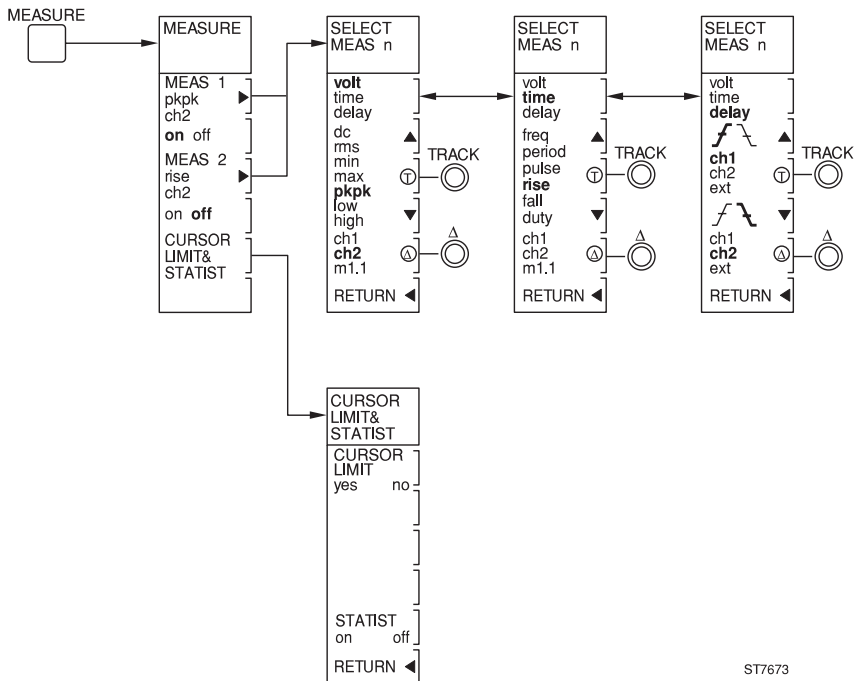 MEASURE
MEASURE
MEAS 1
pkpk
ch2
on off
MEAS 2
rise
ch2
on off
CURSOR
LIMIT&
STATIST
SELECT
MEAS n
volt
time
delay
dc
rms
min
max
pkpk
low
high
ch1
ch2
m1.1
RETURN
T
TRACK
Δ
Δ
SELECT
MEAS n
volt
time
delay
freq
period
pulse
rise
fall
duty
ch1
ch2
m1.1
RETURN
T
TRACK
Δ
Δ
SELECT
MEAS n
volt
time
delay
ch1
ch2
ext
ch1
ch2
ext
RETURN
T
TRACK
Δ
Δ
CURSOR
LIMIT&
STATIST
CURSOR
LIMIT
yes no
STATIST
on off
RETURN
ST7673